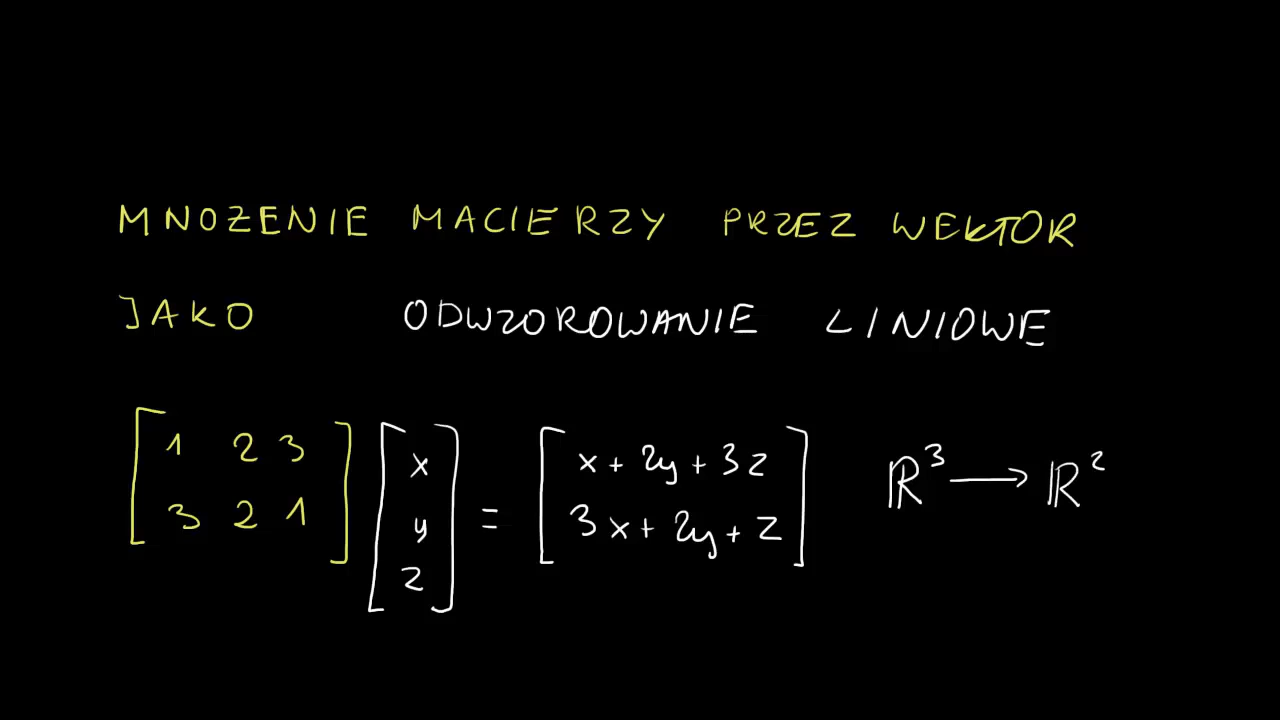 MNOZENIE MACIERZY PRZEZ WEKTOR
JAKO ODWZOROWANIE LINIOWE
[1 2 3; 3 2 1] [x; y; z] = [x + 2y + 3z; 3x + 2y + z] ℝ³ → ℝ²